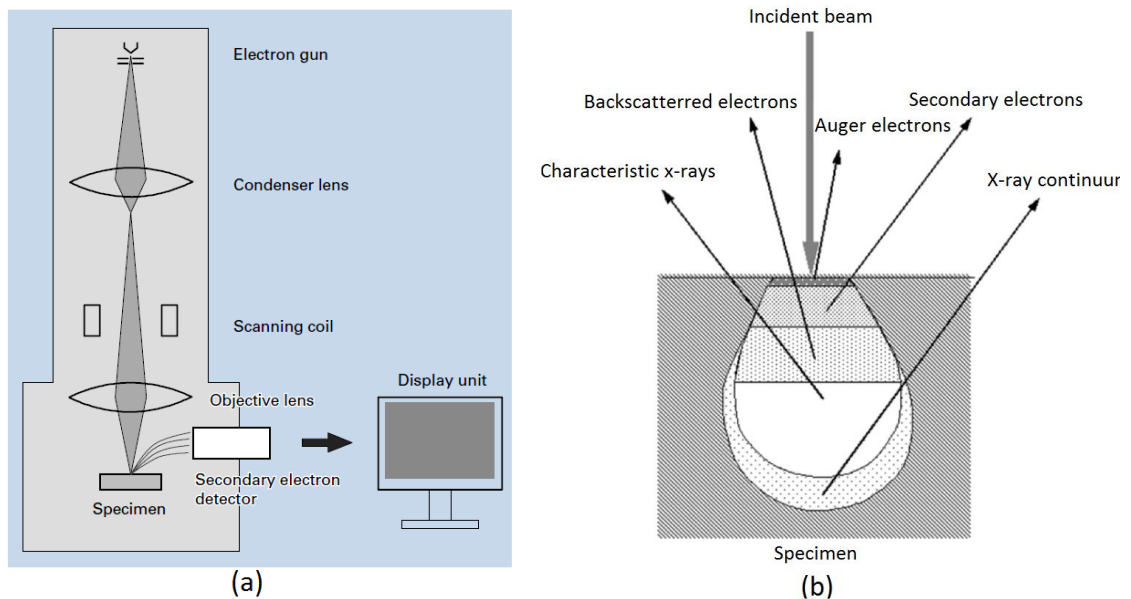 Electron gun
Condenser lens
Scanning coil
Objective lens
Secondary electron
detector
Specimen
Display unit
(a)
Incident beam
Backscatterred electrons
Secondary electrons
Auger electrons
Characteristic x-rays
X-ray continuur
Specimen
(b)